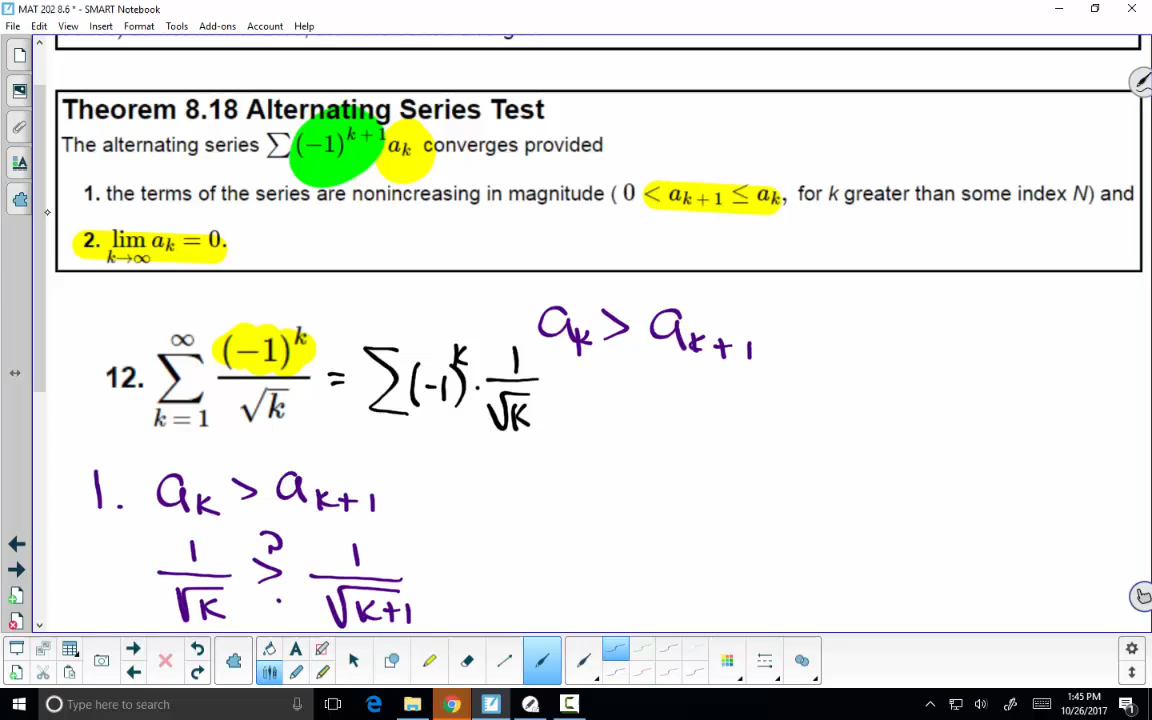 MAT 202 8.6 * - SMART Notebook
File Edit View Insert Format Tools Add-ons Account Help
Theorem 8.18 Alternating Series Test
The alternating series ∑(−1)^{k+1} a_k converges provided
1. the terms of the series are nonincreasing in magnitude ( 0 < a_{k+1} ≤ a_k, for k greater than some index N) and
2. lim_{k→∞} a_k = 0.
a_k > a_{k+1}
12. ∑_{k=1}^{∞} (−1)^k / √k = ∑(-1)^k · 1/√k
1. a_k > a_{k+1}
1/√k >? 1/√k+1
Type here to search
1:45 PM
10/26/2017
1